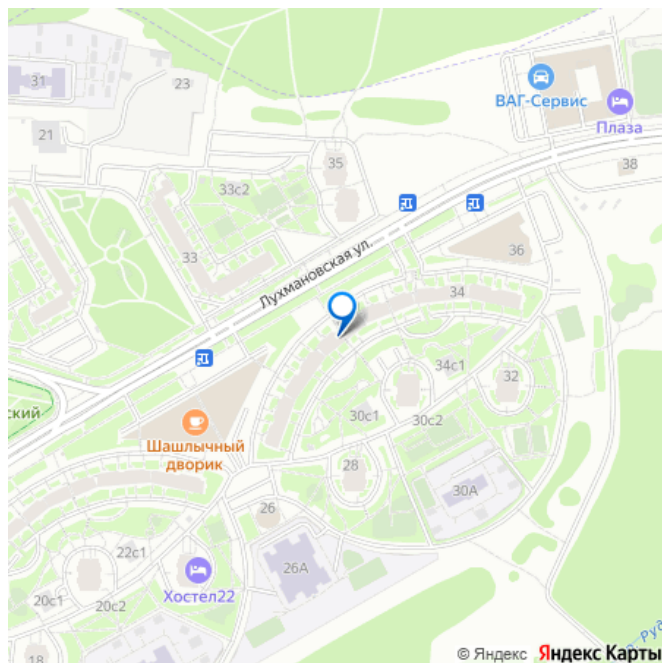 31
23
ВАГ-Сервис
Плаза
21
35
38
33с2
33
Лухмановская ул.
36
34
34с1
32
ский
Шашлычный
дворик
30с1
30с2
28
30А
26
22с1
26А
20с1
20с2
Хостел22
18
р. Руд
© Яндекс Яндекс Карты